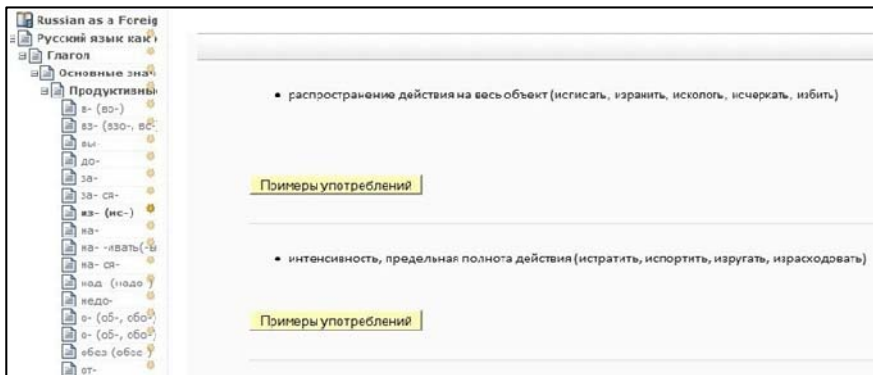 Russian as a Foreig
Русский язык как
Глагол
Основные знач
Продуктивны
в- (во-)
вз- (взо-, вс-
вы-
до-
за-
за- ся-
из- (ис-)
на-
на- -ивать(-ы
на- ся-
над (надо )
недо-
о- (об-, обо-)
о- (об-, обо-)
обез (обес )
от-
• распространение действия на весь объект (исписать, изранить, исколоть, исчеркать, избить)
Примеры употреблений
• интенсивность, предельная полнота действия (истратить, испортить, изругать, израсходовать)
Примеры употреблений